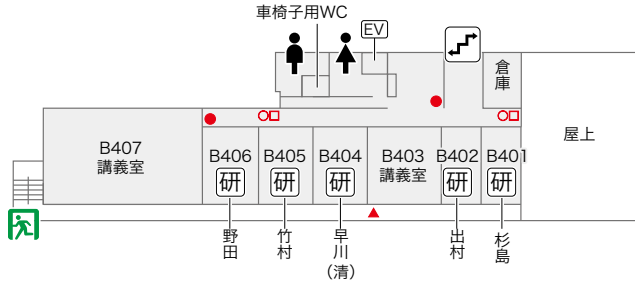 車椅子用WC
EV
倉庫
屋上
B407
講義室
B406
研
B405
研
B404
研
B403
講義室
B402
研
B401
研
野田
竹村
早川
（清）
出村
杉島